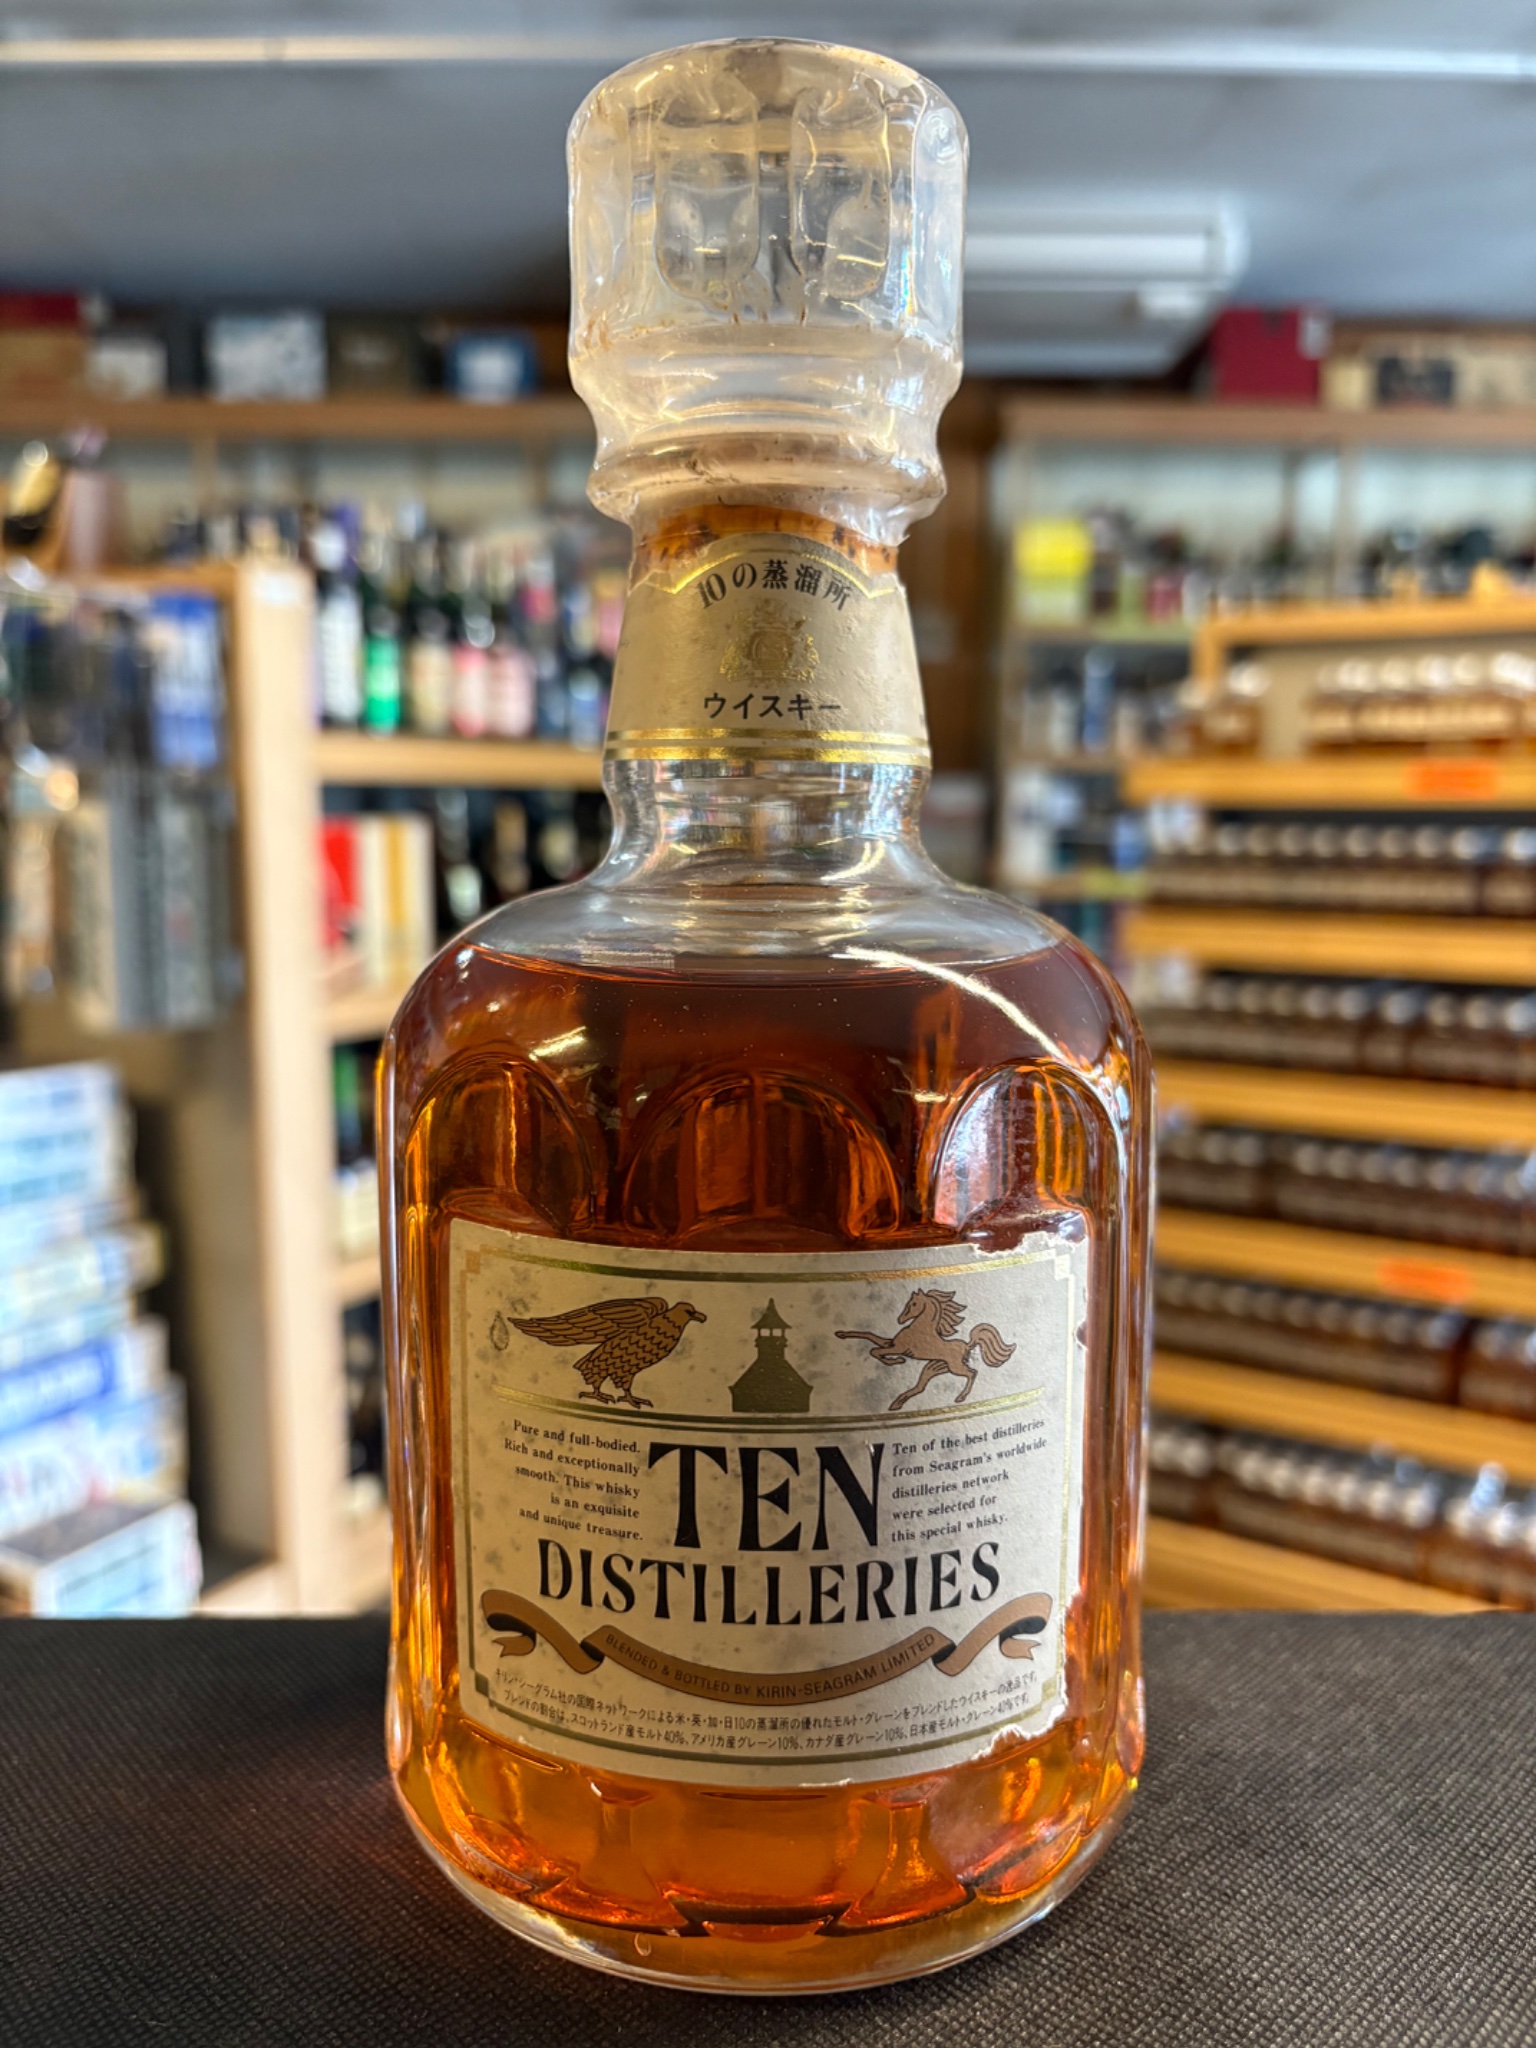 10の蒸溜所
ウイスキー
Pure and full-bodied.
Rich and exceptionally
smooth. This whisky
is an exquisite
and unique treasure.
TEN
Ten of the best distilleries
from Seagram's worldwide
distilleries network
were selected for
this special whisky.
DISTILLERIES
BLENDED & BOTTLED BY KIRIN-SEAGRAM LIMITED
キリン・シーグラム社の国際ネットワークによる米・英・加・日10の蒸溜所の優れたモルト・グレーンをブレンドしたウイスキーの逸品です。
ブレンドの割合は、スコットランド産モルト40%、アメリカ産グレーン10%、カナダ産グレーン10%、日本産モルト・グレーン40%です。